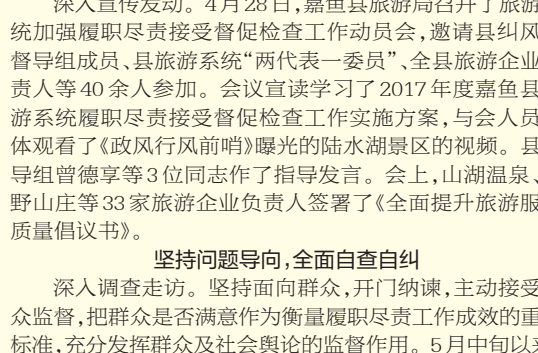 深入宣传发动。4月28日,嘉鱼县旅游局召开了旅游
统加强履职尽责接受督促检查工作动员会,邀请县纠风
督导组成员、县旅游系统“两代表一委员”、全县旅游企业
责人等40余人参加。会议宣读学习了2017年度嘉鱼县
游系统履职尽责接受督促检查工作实施方案,与会人员
体观看了《政风行风前哨》曝光的陆水湖景区的视频。县
导组曾德享等3位同志作了指导发言。会上,山湖温泉、
野山庄等33家旅游企业负责人签署了《全面提升旅游服
质量倡议书》。
坚持问题导向,全面自查自纠
深入调查走访。坚持面向群众,开门纳谏,主动接受
众监督,把群众是否满意作为衡量履职尽责工作成效的重
标准,充分发挥群众及社会舆论的监督作用。5月中旬以来